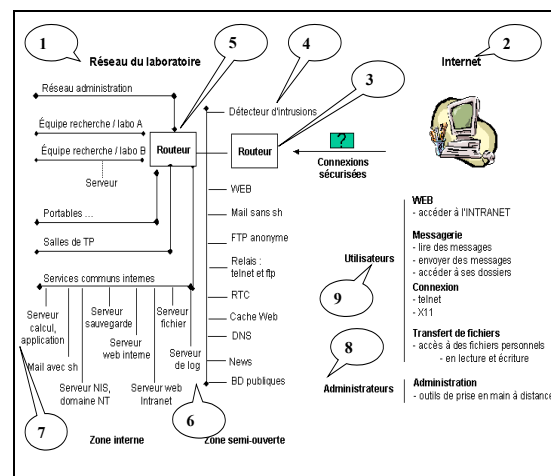 1
5
4
2
Réseau du laboratoire
Internet
3
Réseau administration
Détecteur d'intrusions
Équipe recherche / labo A
Équipe recherche / labo B
Routeur
Routeur
?
Connexions
sécurisées
Serveur
Portables ...
Salles de TP
WEB
Mail sans sh
FTP anonyme
Relais :
telnet et ftp
RTC
Cache Web
DNS
News
BD publiques
Services communs internes
Serveur
calcul,
application
Serveur
sauvegarde
Serveur
fichier
Serveur
web interne
Serveur
de log
Mail avec sh
Serveur NIS,
domaine NT
Serveur web
Intranet
WEB
- accéder à l'INTRANET
Messagerie
- lire des messages
- envoyer des messages
- accéder à ses dossiers
Utilisateurs
Connexion
- telnet
- X11
9
Transfert de fichiers
- accès à des fichiers personnels
- en lecture et écriture
8
Administrateurs
Administration
- outils de prise en main à distance
7
6
Zone interne
Zone semi-ouverte